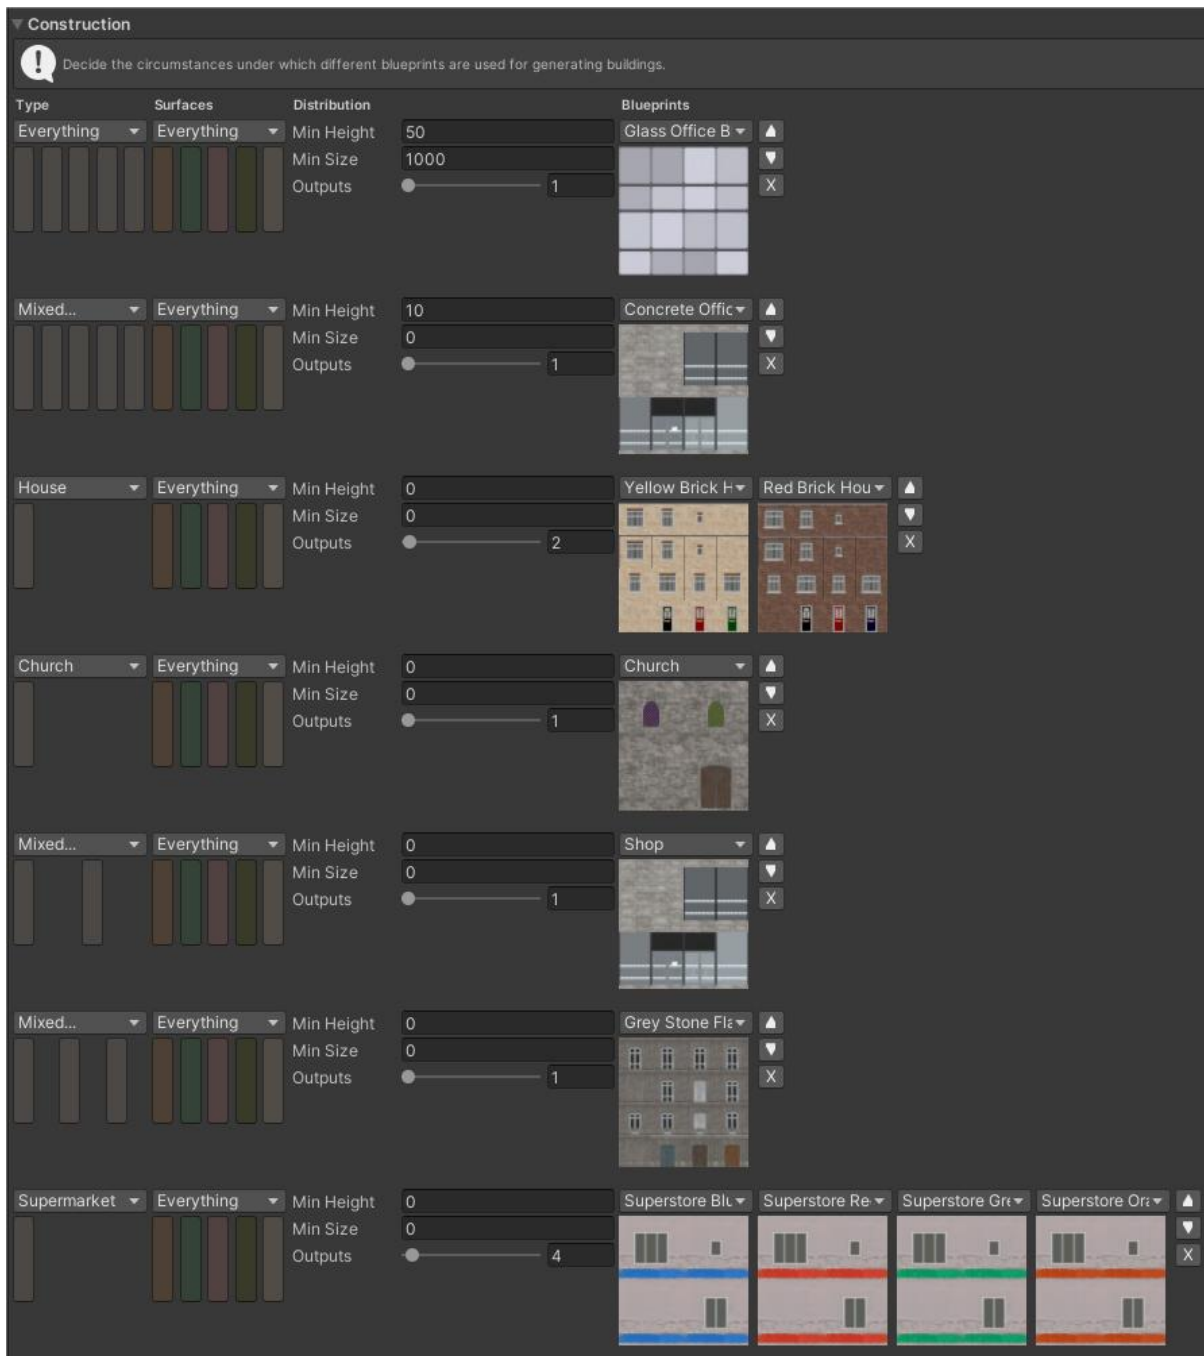 Construction
Decide the circumstances under which different blueprints are used for generating buildings.
Type Surfaces Distribution Blueprints
Everything Everything Min Height 50 Glass Office B
Min Size 1000
Outputs 1 X
Mixed... Everything Min Height 10 Concrete Offic
Min Size 0
Outputs 1 X
House Everything Min Height 0 Yellow Brick H Red Brick Hou
Min Size 0
Outputs 2 X
Church Everything Min Height 0 Church
Min Size 0
Outputs 1 X
Mixed... Everything Min Height 0 Shop
Min Size 0
Outputs 1 X
Mixed... Everything Min Height 0 Grey Stone Fla
Min Size 0
Outputs 1 X
Supermarket Everything Min Height 0 Superstore Blu Superstore Re Superstore Gre Superstore Ora
Min Size 0
Outputs 4 X